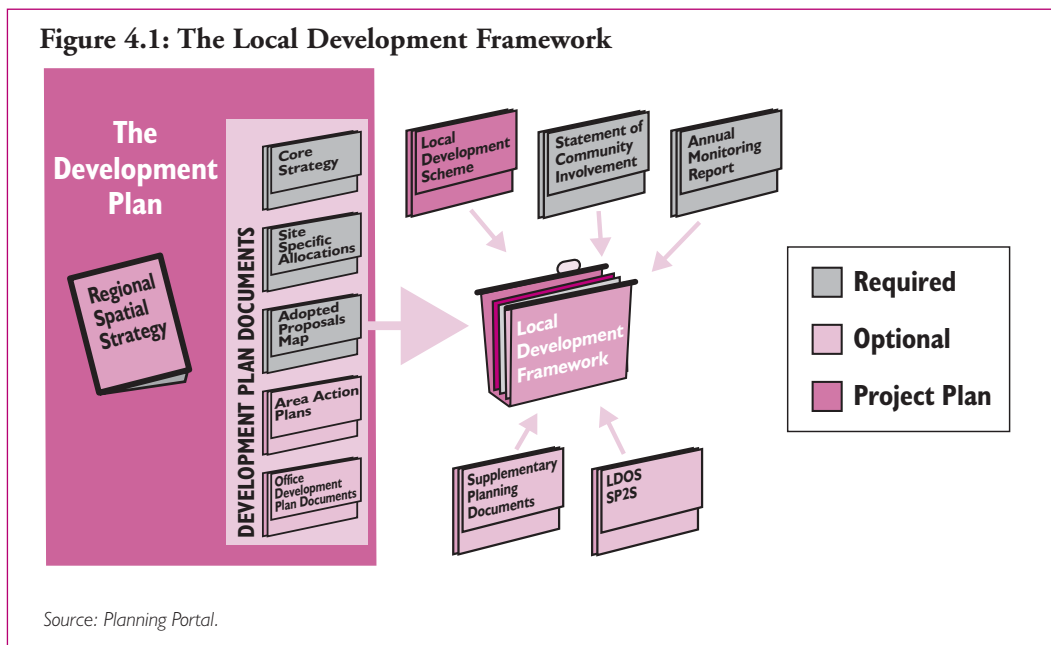 Figure 4.1: The Local Development Framework
The
Development
Plan
Regional
Spatial
Strategy
DEVELOPMENT PLAN DOCUMENTS
Core
Strategy
Site
Specific
Allocations
Adopted
Proposals
Map
Area Action
Plans
Office
Development
Plan Documents
Local
Development
Scheme
Statement of
Community
Involvement
Annual
Monitoring
Report
Local
Development
Framework
Supplementary
Planning
Documents
LDOS
SP2S
Required
Optional
Project Plan
Source: Planning Portal.